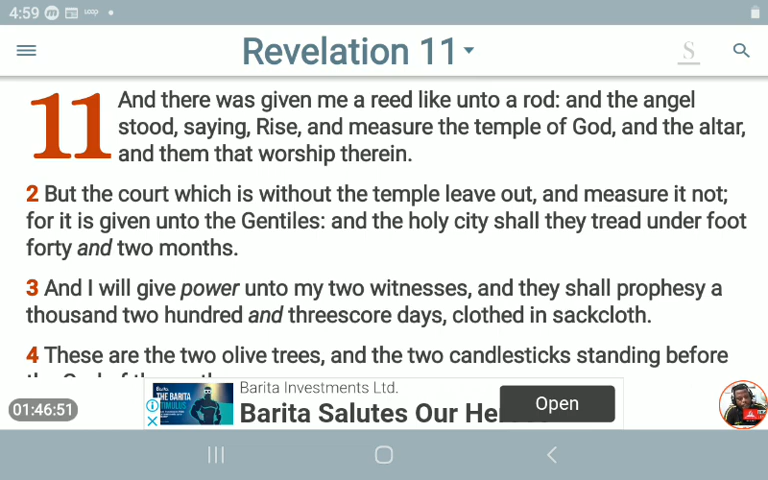 4:59
Revelation 11
S
11 And there was given me a reed like unto a rod: and the angel
stood, saying, Rise, and measure the temple of God, and the altar,
and them that worship therein.
2 But the court which is without the temple leave out, and measure it not;
for it is given unto the Gentiles: and the holy city shall they tread under foot
forty and two months.
3 And I will give power unto my two witnesses, and they shall prophesy a
thousand two hundred and threescore days, clothed in sackcloth.
4 These are the two olive trees, and the two candlesticks standing before
THE BARITA
Barita Investments Ltd.
Barita Salutes Our He
Open
01:46:51